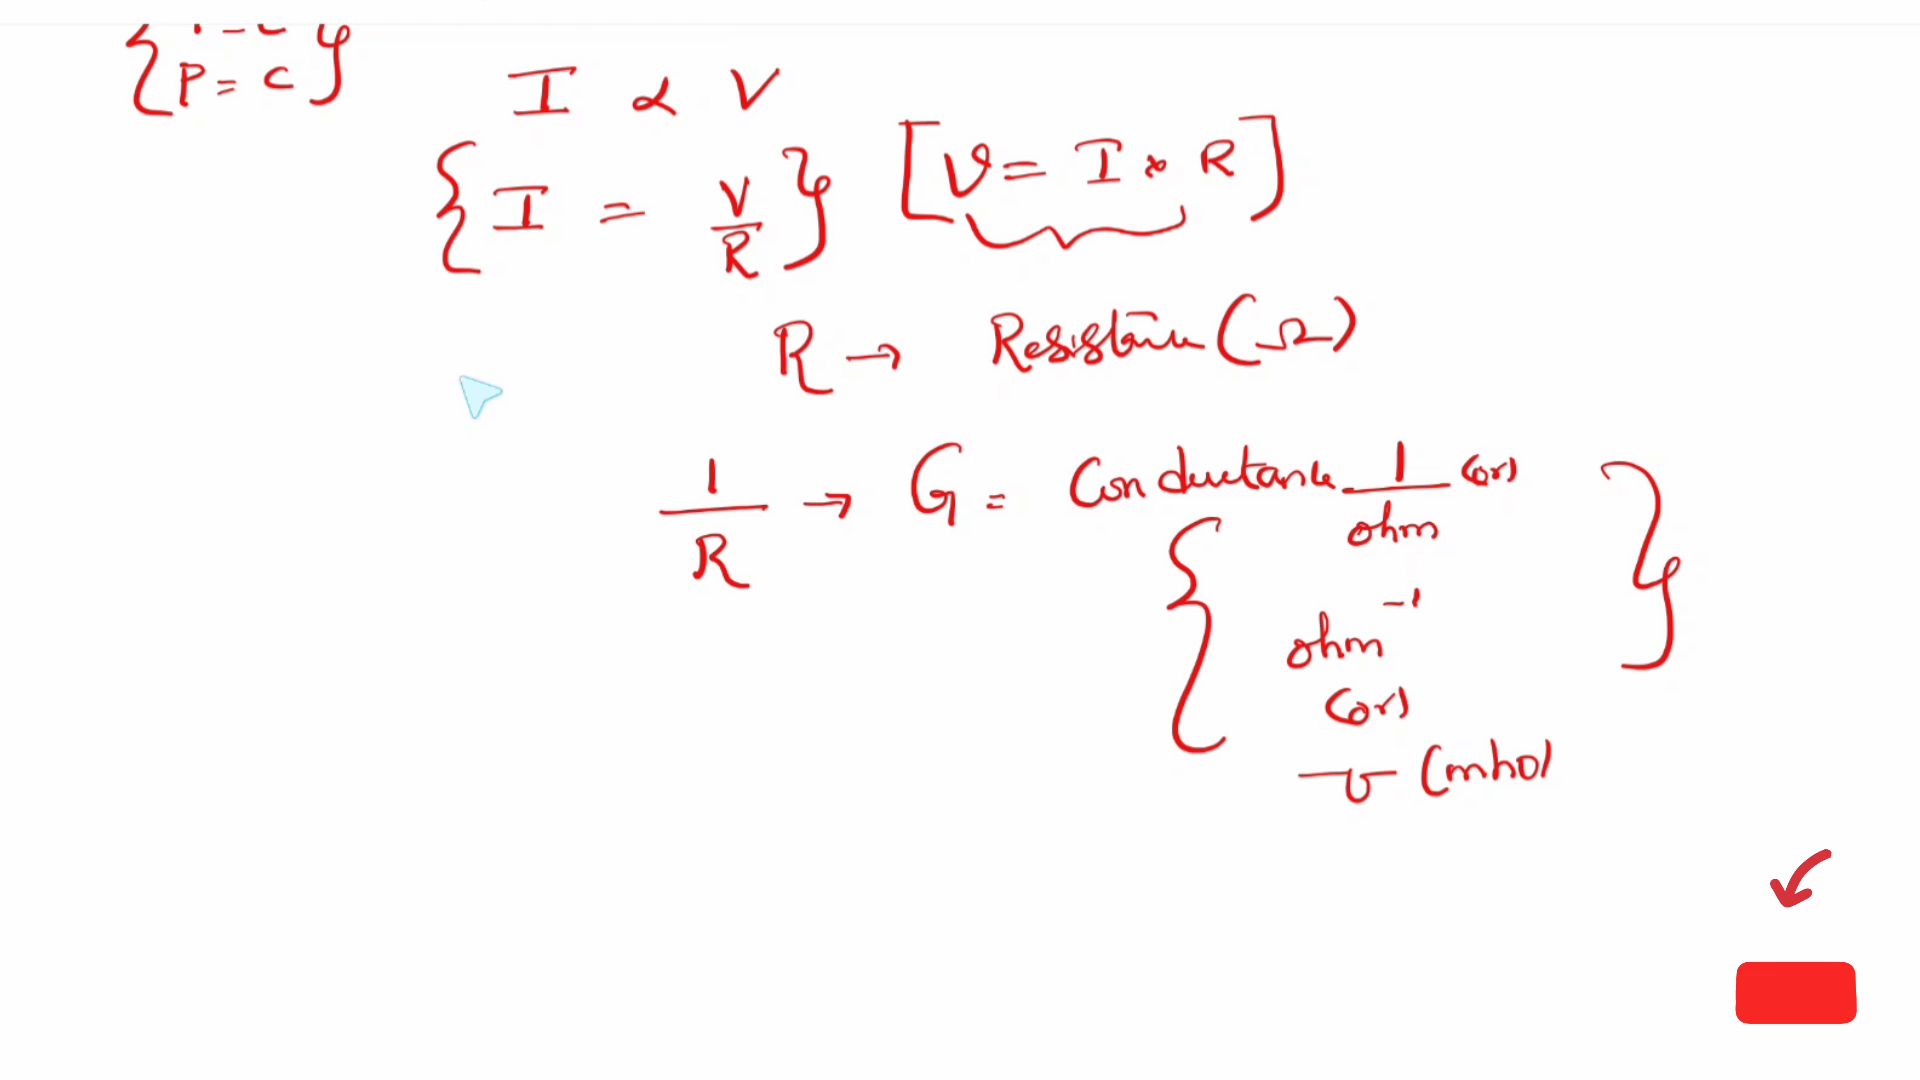 P = C
I ∝ V
{ I = V/R } [ V = I * R ]
R → Resistance (Ω)
1/R → G = Conductance 1/ohm (or)
ohm⁻¹
(or)
℧ (mho)